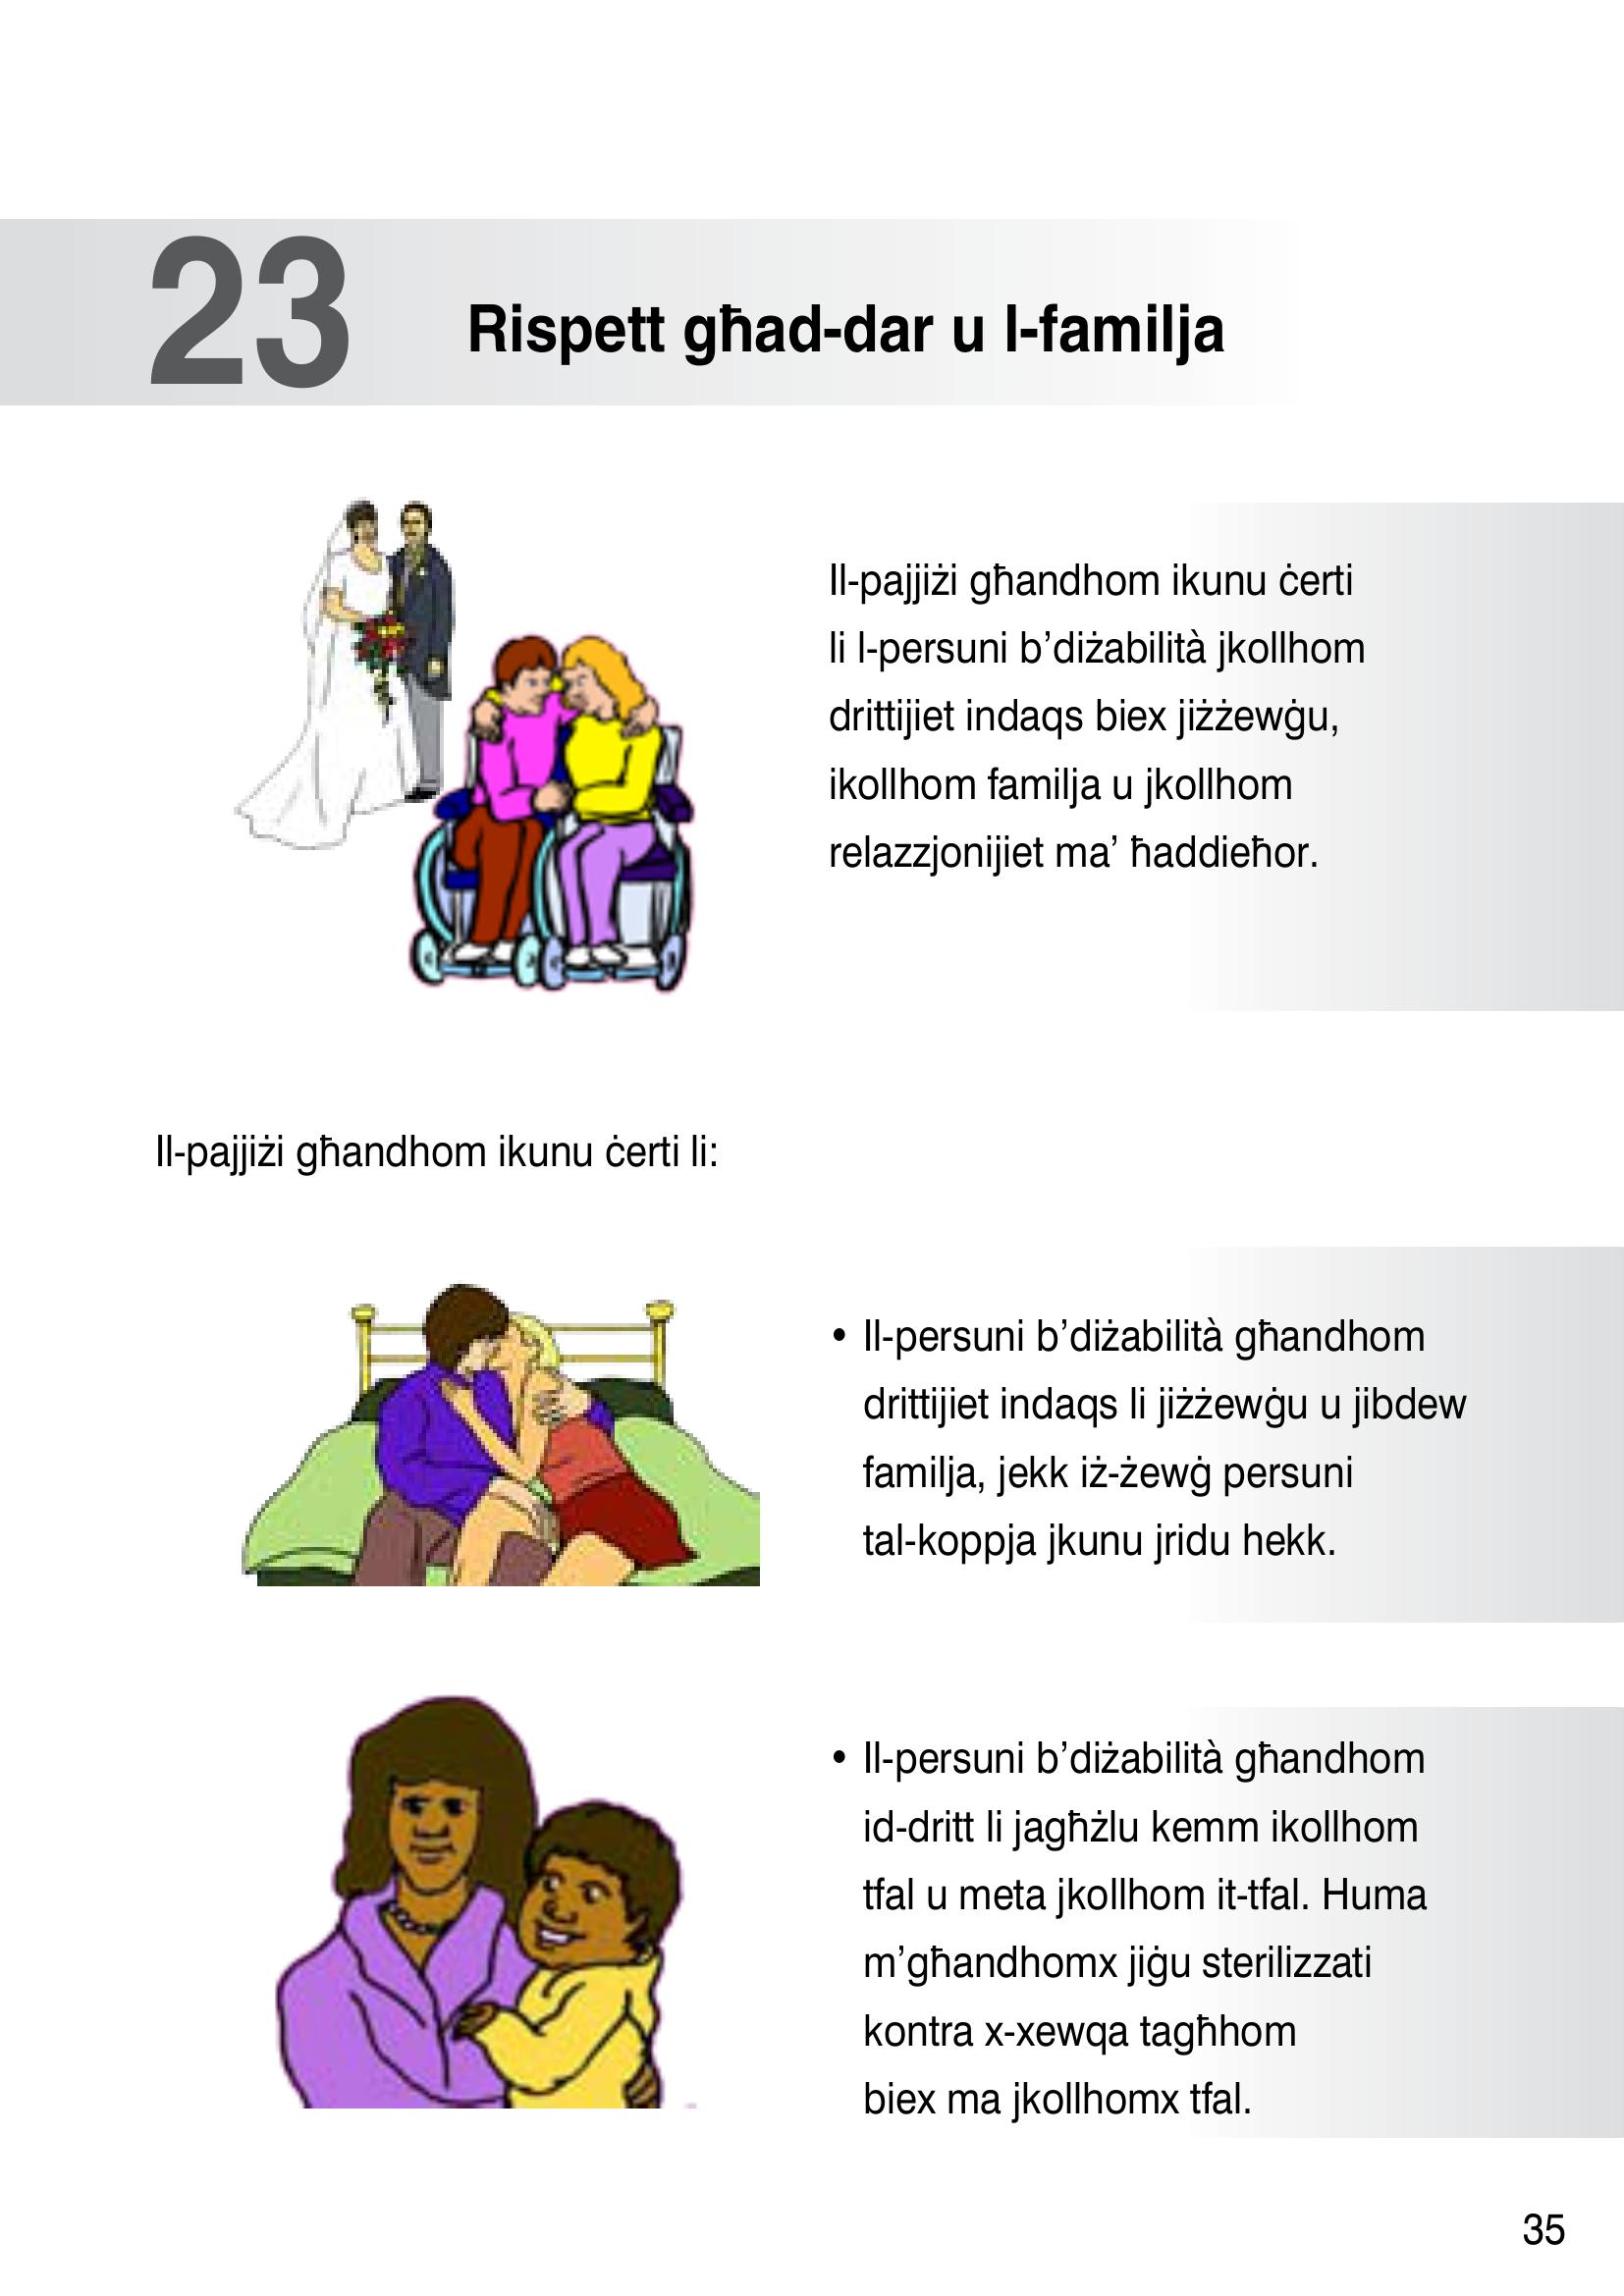 23
Rispett għad-dar u l-familja
Il-pajjiżi għandhom ikunu ċerti
li l-persuni b’diżabilità jkollhom
drittijiet indaqs biex jiżżewġu,
ikollhom familja u jkollhom
relazzjonijiet ma’ ħaddieħor.
Il-pajjiżi għandhom ikunu ċerti li:
• Il-persuni b’diżabilità għandhom
drittijiet indaqs li jiżżewġu u jibdew
familja, jekk iż-żewġ persuni
tal-koppja jkunu jridu hekk.
• Il-persuni b’diżabilità għandhom
id-dritt li jagħżlu kemm ikollhom
tfal u meta jkollhom it-tfal. Huma
m’għandhomx jiġu sterilizzati
kontra x-xewqa tagħhom
biex ma jkollhomx tfal.
35